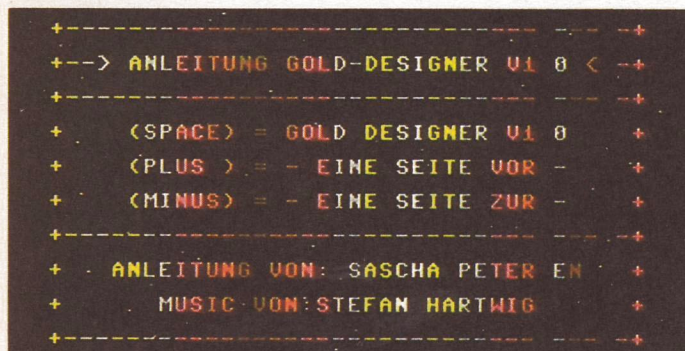 +--> ANLEITUNG GOLD-DESIGNER V1 0 < -+
+ (SPACE) = GOLD DESIGNER V1 0 +
+ (PLUS ) = - EINE SEITE VOR - +
+ (MINUS) = - EINE SEITE ZUR - +
+ ANLEITUNG VON: SASCHA PETER EN +
+ MUSIC VON:STEFAN HARTWIG +